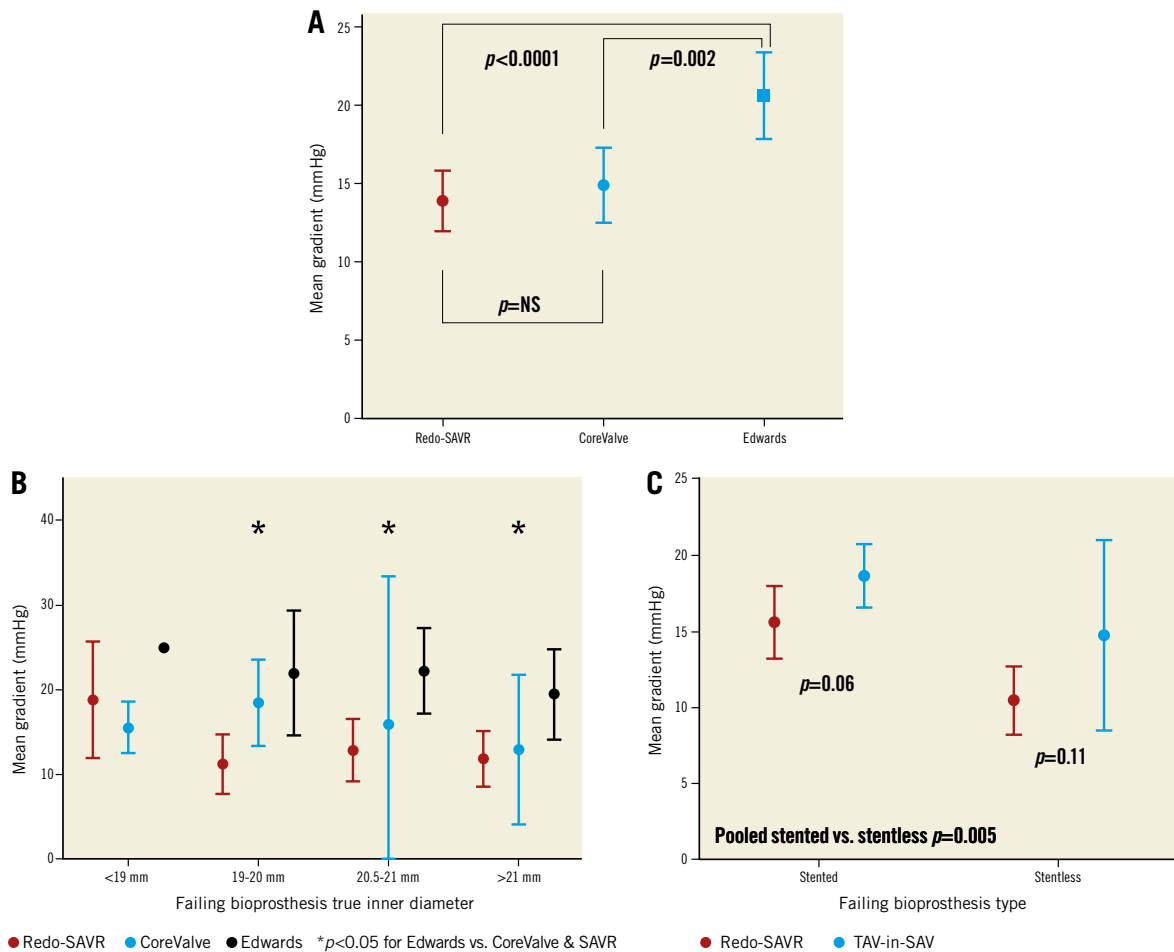 A
25
20
15
10
5
0
Mean gradient (mmHg)
p<0.0001
p=0.002
p=NS
Redo-SAVR CoreValve Edwards
B
40
30
20
10
0
Mean gradient (mmHg)
* * *
<19 mm 19-20 mm 20.5-21 mm >21 mm
Failing bioprosthesis true inner diameter
Redo-SAVR CoreValve Edwards *p<0.05 for Edwards vs. CoreValve & SAVR
C
25
20
15
10
5
0
Mean gradient (mmHg)
p=0.06
p=0.11
Pooled stented vs. stentless p=0.005
Stented Stentless
Failing bioprosthesis type
Redo-SAVR TAV-in-SAV